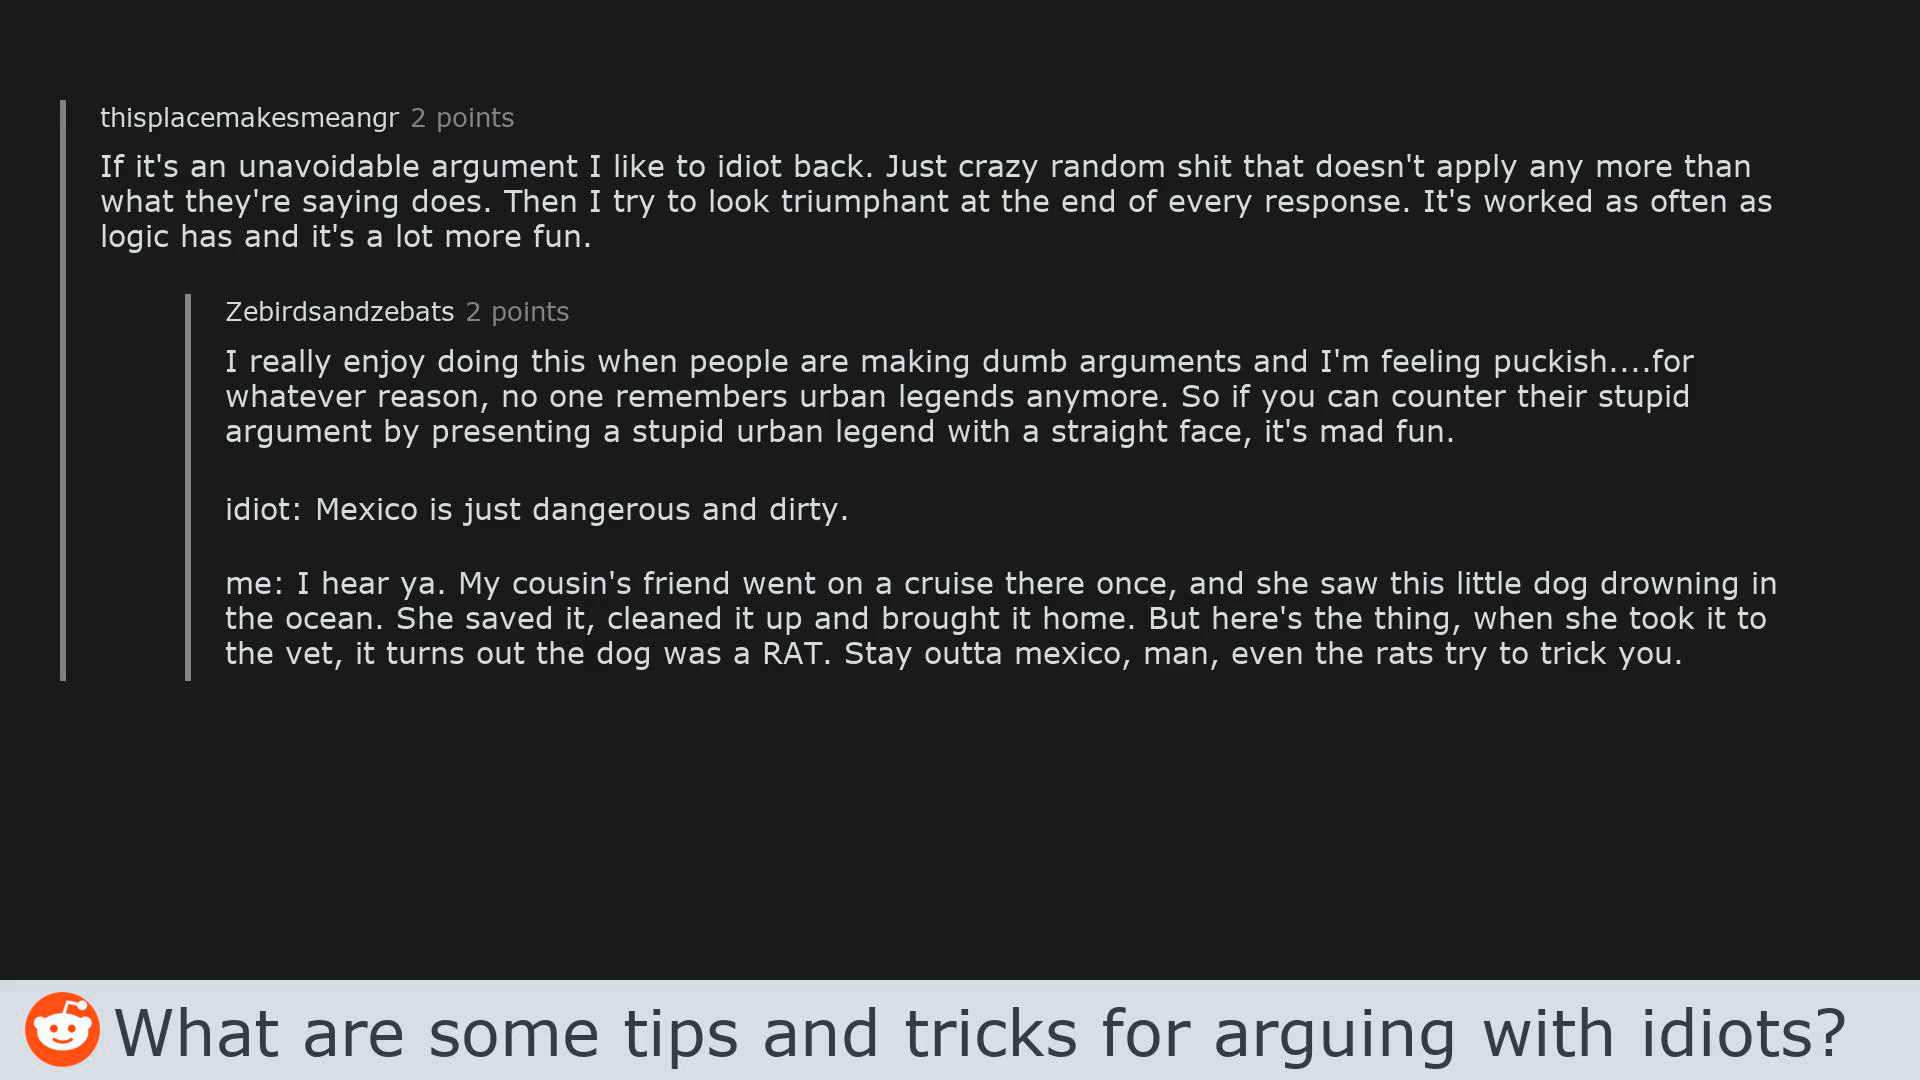 thisplacemakesmeangr 2 points
If it's an unavoidable argument I like to idiot back. Just crazy random shit that doesn't apply any more than
what they're saying does. Then I try to look triumphant at the end of every response. It's worked as often as
logic has and it's a lot more fun.
Zebirdsandzebats 2 points
I really enjoy doing this when people are making dumb arguments and I'm feeling puckish....for
whatever reason, no one remembers urban legends anymore. So if you can counter their stupid
argument by presenting a stupid urban legend with a straight face, it's mad fun.
idiot: Mexico is just dangerous and dirty.
me: I hear ya. My cousin's friend went on a cruise there once, and she saw this little dog drowning in
the ocean. She saved it, cleaned it up and brought it home. But here's the thing, when she took it to
the vet, it turns out the dog was a RAT. Stay outta mexico, man, even the rats try to trick you.
What are some tips and tricks for arguing with idiots?